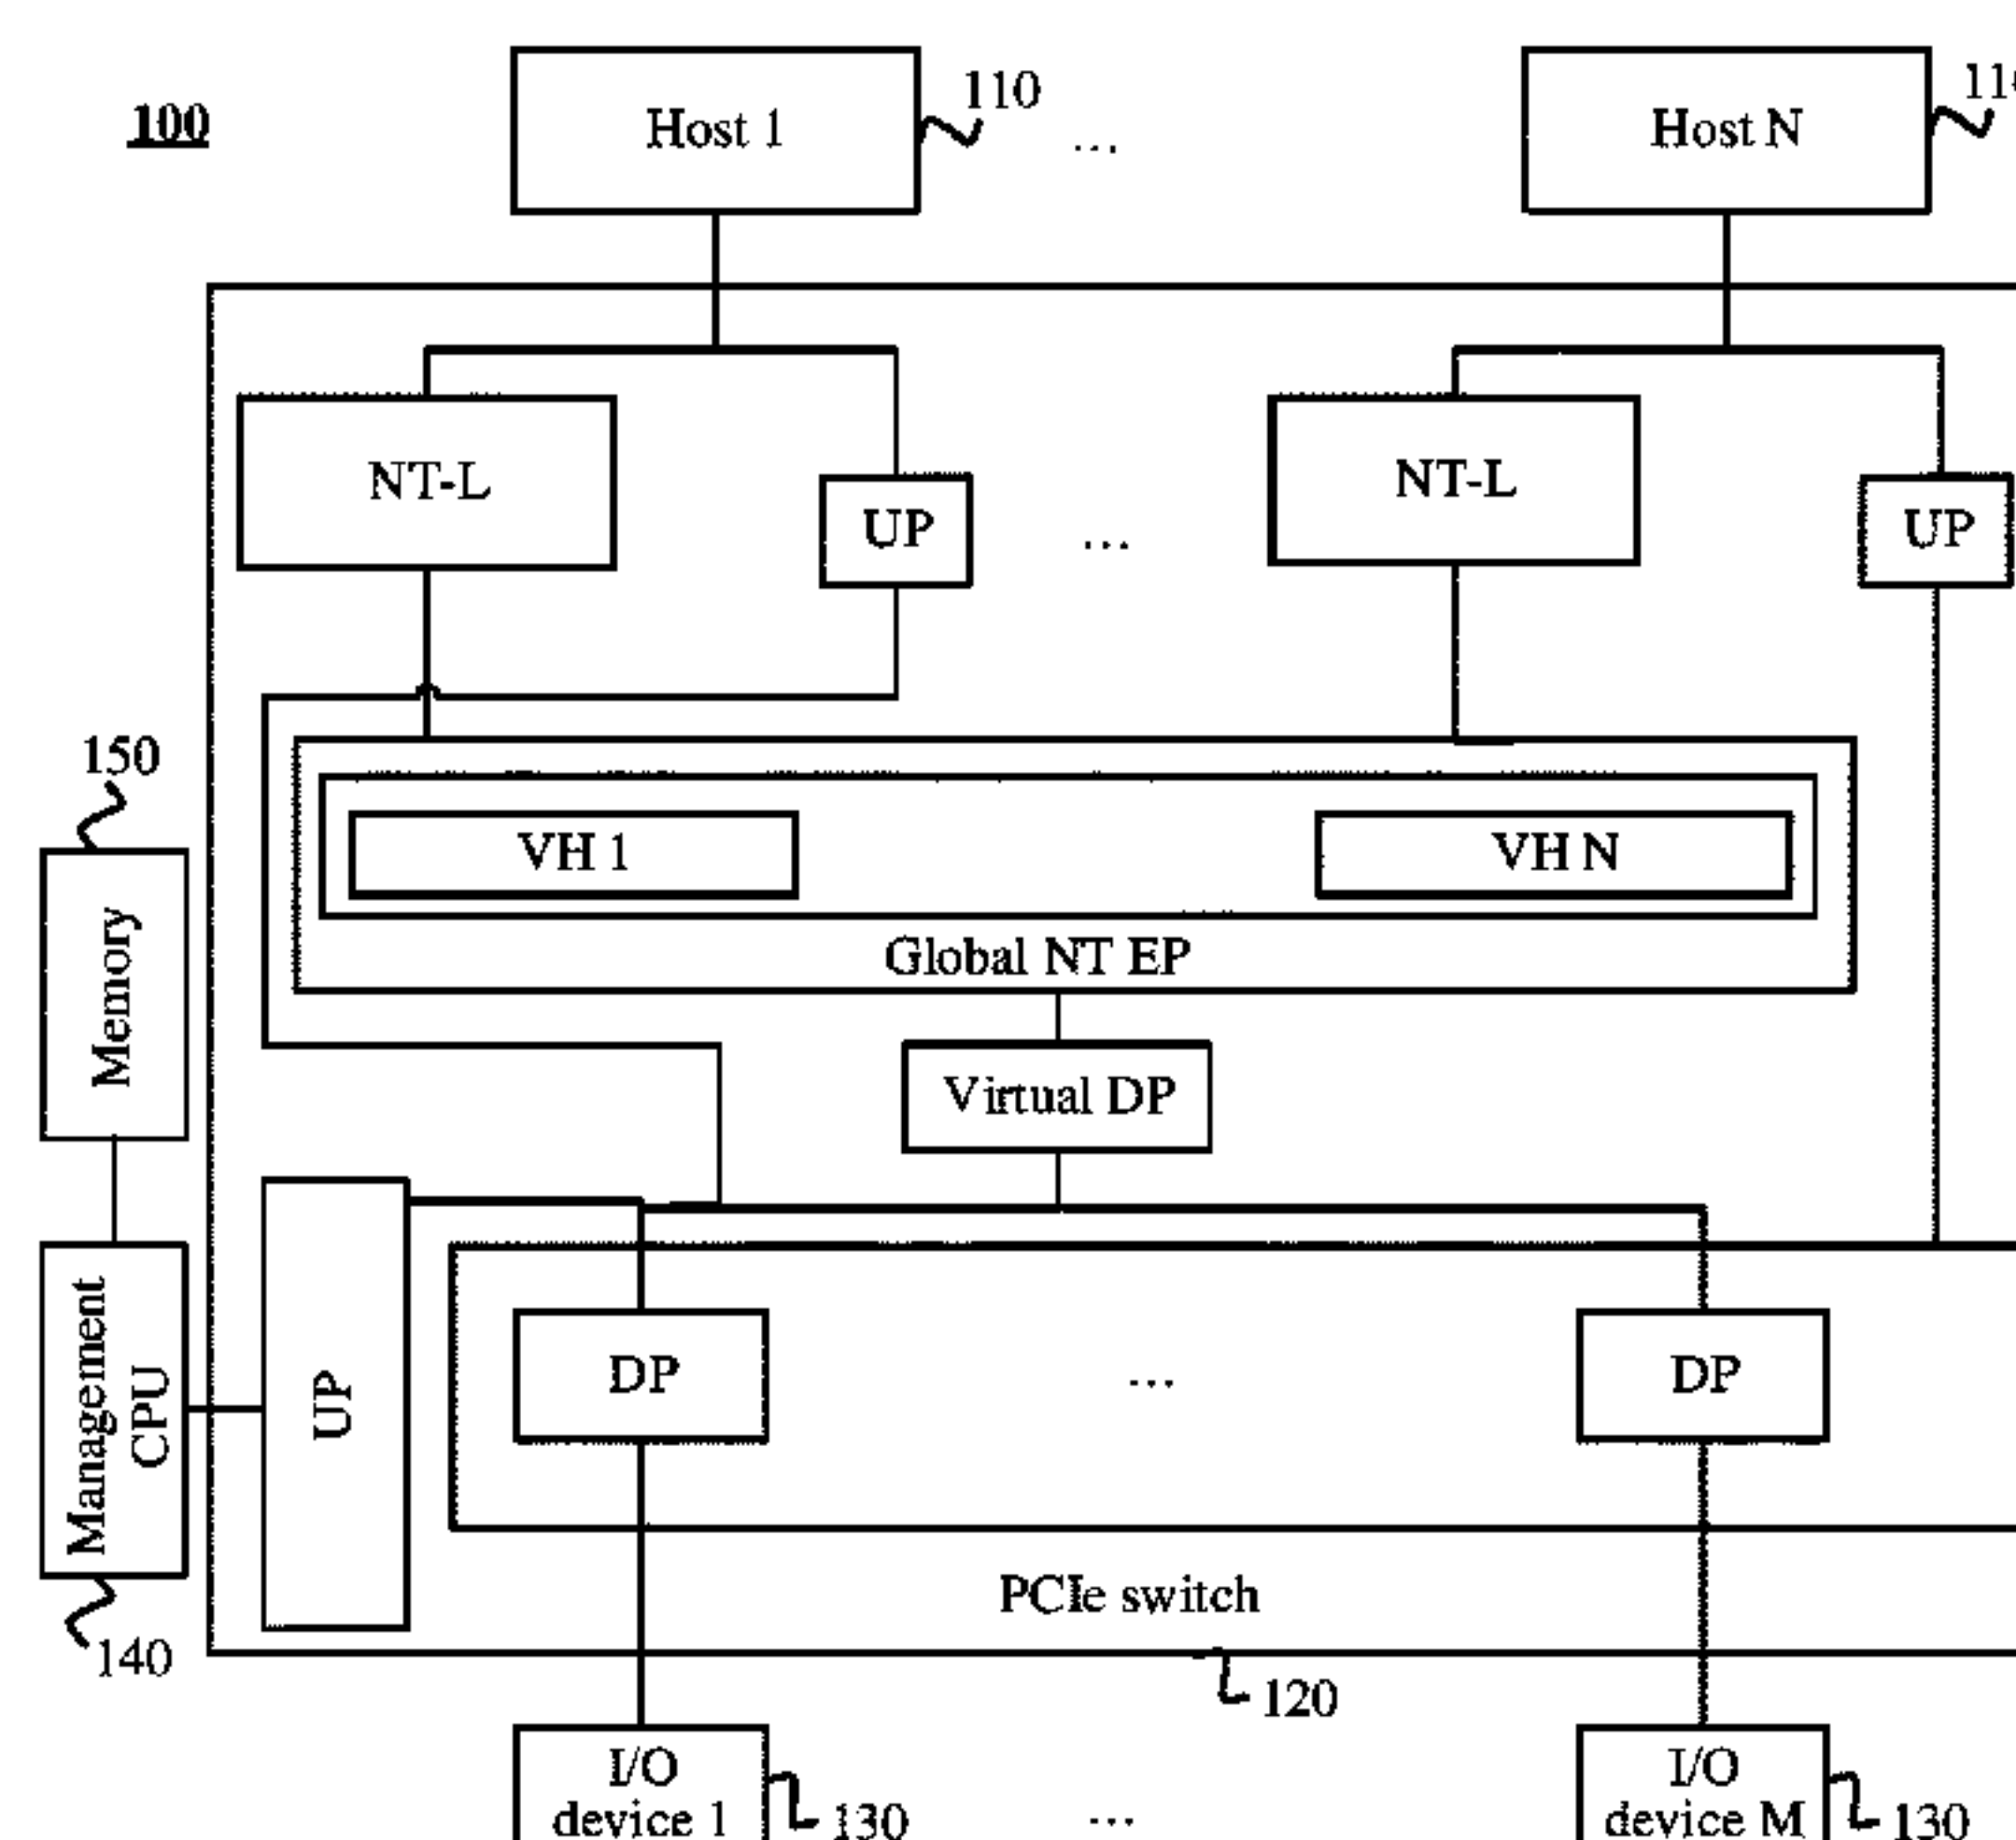 100
Host 1
110
...
Host N
NT-L
UP
...
NT-L
UP
150
VH 1
VH N
Global NT EP
Memory
Virtual DP
Management
CPU
UP
DP
...
DP
PCIe switch
140
120
I/O
device 1
130
...
I/O
device M
130